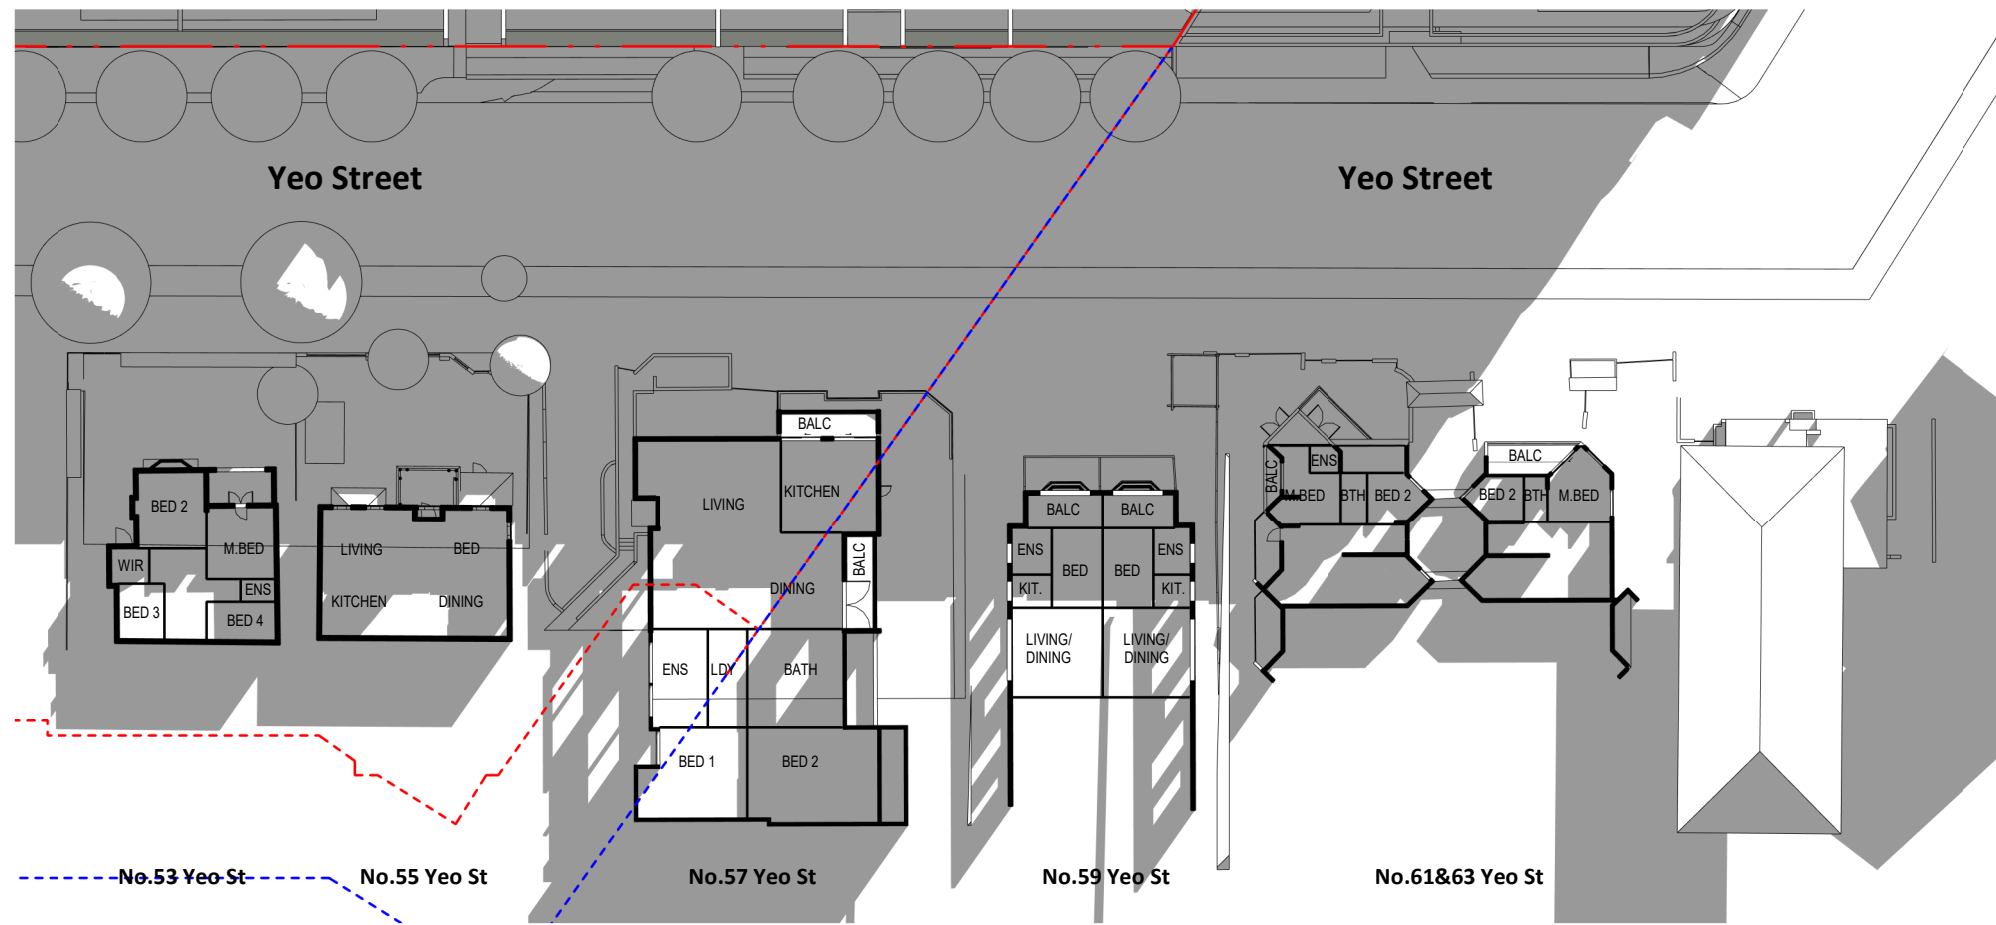 Yeo Street
Yeo Street
BALC
BED 2
M.BED
WIR
ENS
BED 3
BED 4
LIVING
BED
KITCHEN
DINING
LIVING
KITCHEN
BALC
DINING
ENS
LDY
BATH
BED 1
BED 2
BALC
BALC
ENS
BED
BED
ENS
KIT.
KIT.
LIVING/
DINING
LIVING/
DINING
BALC
ENS
M.BED
BTH
BED 2
BALC
BED 2
BTH
M.BED
No.53 Yeo St
No.55 Yeo St
No.57 Yeo St
No.59 Yeo St
No.61&63 Yeo St